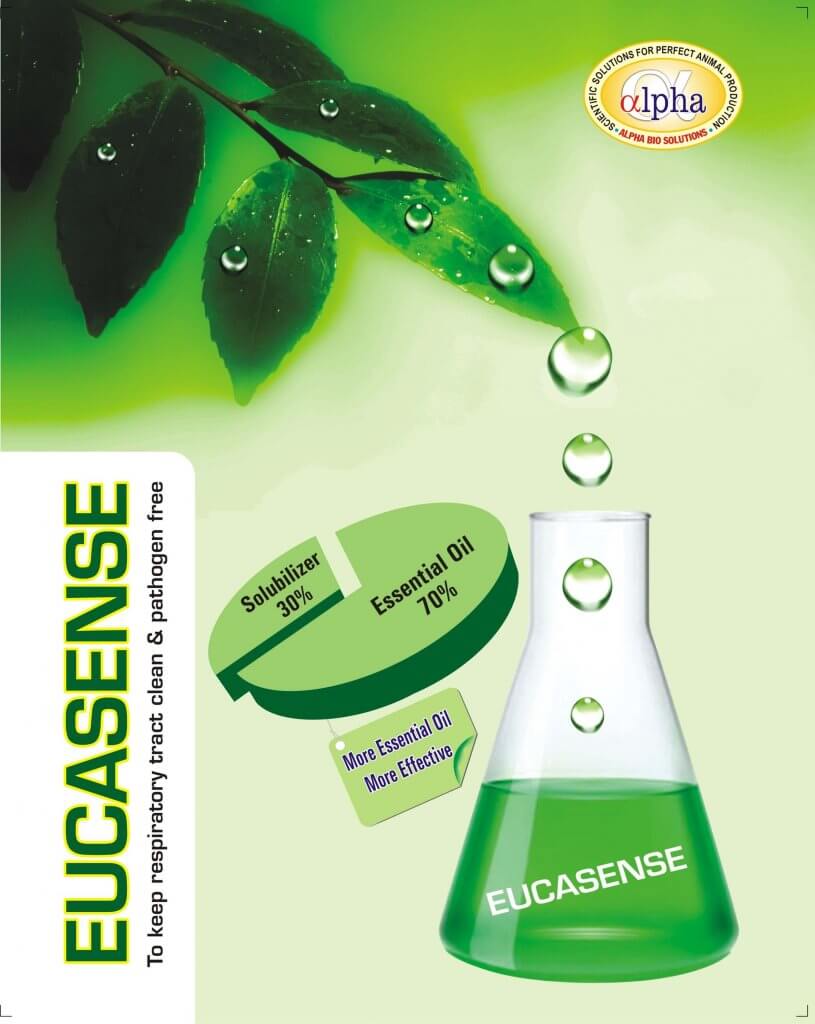 SCIENTIFIC SOLUTIONS FOR PERFECT ANIMAL PRODUCTION
αlpha
• ALPHA BIO SOLUTIONS •
EUCASENSE
To keep respiratory tract clean & pathogen free
Solubilizer
30%
Essential Oil
70%
More Essential Oil
More Effective
EUCASENSE